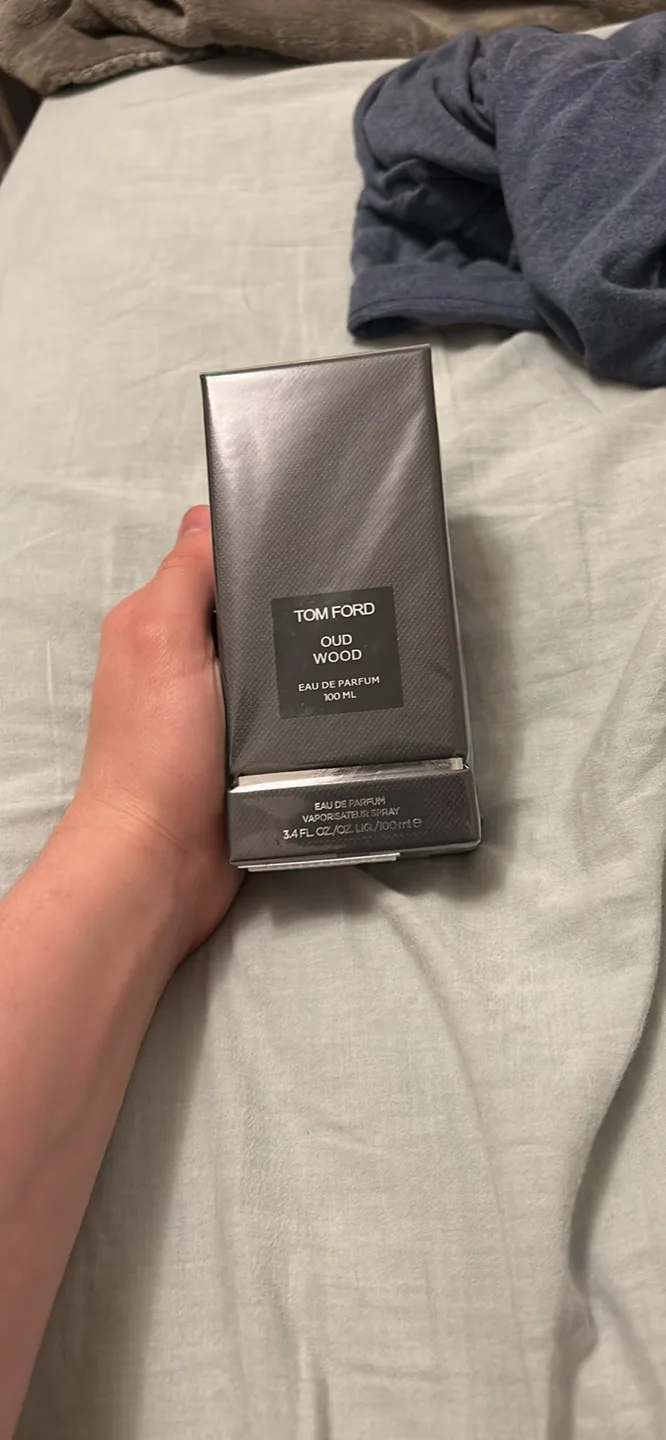 TOM FORD
OUD
WOOD
EAU DE PARFUM
100 ML
EAU DE PARFUM
VAPORISATEUR SPRAY
3.4 FL. OZ./OZ. LIQ./100 ml ℮